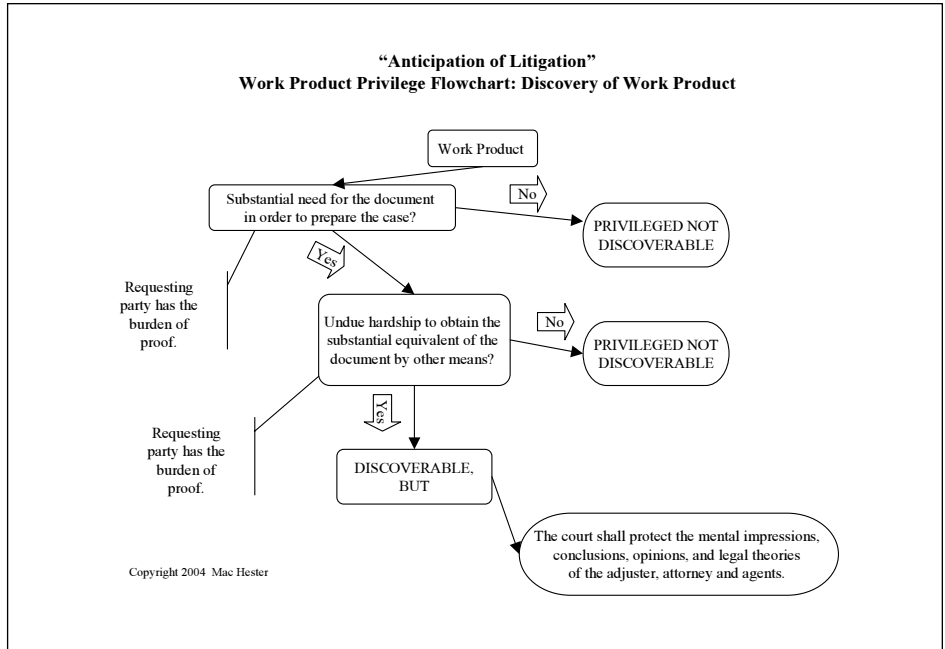 “Anticipation of Litigation”
Work Product Privilege Flowchart: Discovery of Work Product
Work Product
Substantial need for the document
in order to prepare the case?
No
PRIVILEGED NOT
DISCOVERABLE
Yes
Requesting
party has the
burden of
proof.
Undue hardship to obtain the
substantial equivalent of the
document by other means?
No
PRIVILEGED NOT
DISCOVERABLE
Yes
Requesting
party has the
burden of
proof.
DISCOVERABLE,
BUT
The court shall protect the mental impressions,
conclusions, opinions, and legal theories
of the adjuster, attorney and agents.
Copyright 2004 Mac Hester